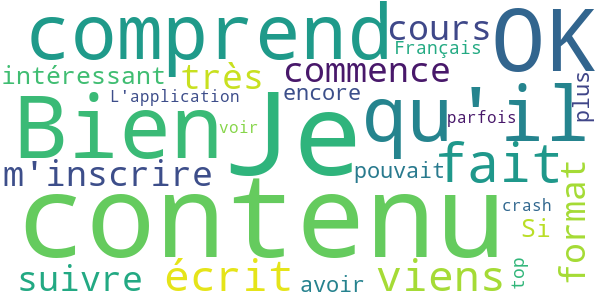 comprend
cours
OK
Français
intéressant
très
commence
L'application
encore
plus
Bien
Je
qu'il
parfois
voir
m'inscrire
pouvait
fait
format
contenu
crash
Si
suivre
écrit
avoir
viens
top